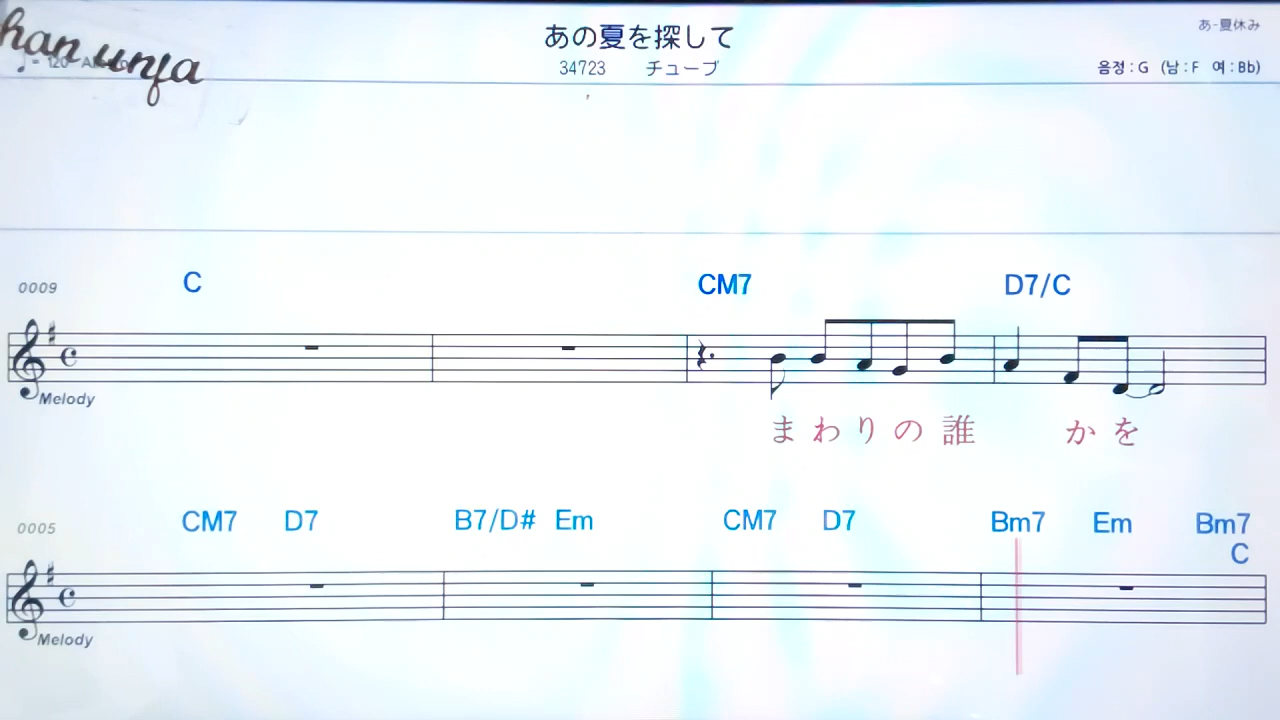 han unja
あの夏を探して
あ-夏休み
34723 チューブ
음정 : G (남 : F 여 : Bb)
0009
C CM7 D7/C
Melody
まわりの誰 かを
0005
CM7 D7 B7/D# Em CM7 D7 Bm7 Em Bm7
C
Melody